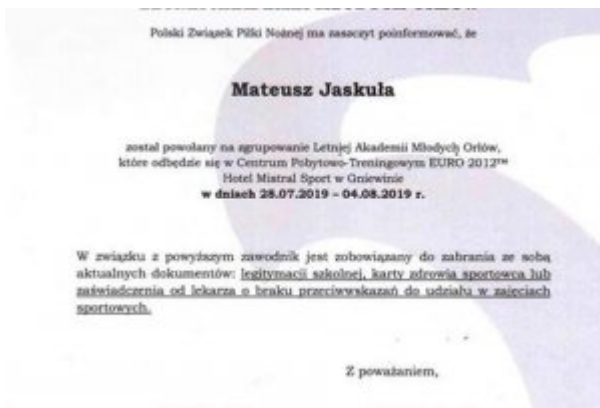 Polski Związek Piłki Nożnej ma zaszczyt poinformować, że
Mateusz Jaskuła
został powołany na zgrupowanie Letniej Akademii Młodych Orłów,
które odbędzie się w Centrum Pobytowo-Treningowym EURO 2012™
Hotel Mistral Sport w Gniewinie
w dniach 28.07.2019 – 04.08.2019 r.
W związku z powyższym zawodnik jest zobowiązany do zabrania ze sobą
aktualnych dokumentów: legitymacji szkolnej, karty zdrowia sportowca lub
zaświadczenia od lekarza o braku przeciwwskazań do udziału w zajęciach
sportowych.
Z poważaniem,